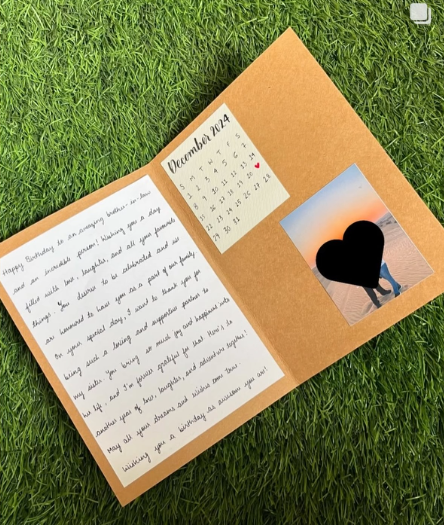 Happy Birthday to an amazing brother-in-law
and an incredible person! Wishing you a day
filled with love, laughter, and all your favourite
things. You deserve to be celebrated and we
are honoured to have you as a part of our family
On your special day, I want to thank you for
being such a loving and supportive partner to
my sister. You bring so much joy and happiness into
her life, and I'm forever grateful for that. Here's to
another year of love, laughter, and adventure together!
May all your dreams and wishes come true.
Wishing you a birthday as awesome as you are!
December 2024
S M T W T F S
1 2 3 4 5 6 7
8 9 10 11 12 13 14
15 16 17 18 19 20
22 23 24 25 26 27 28
29 30 31